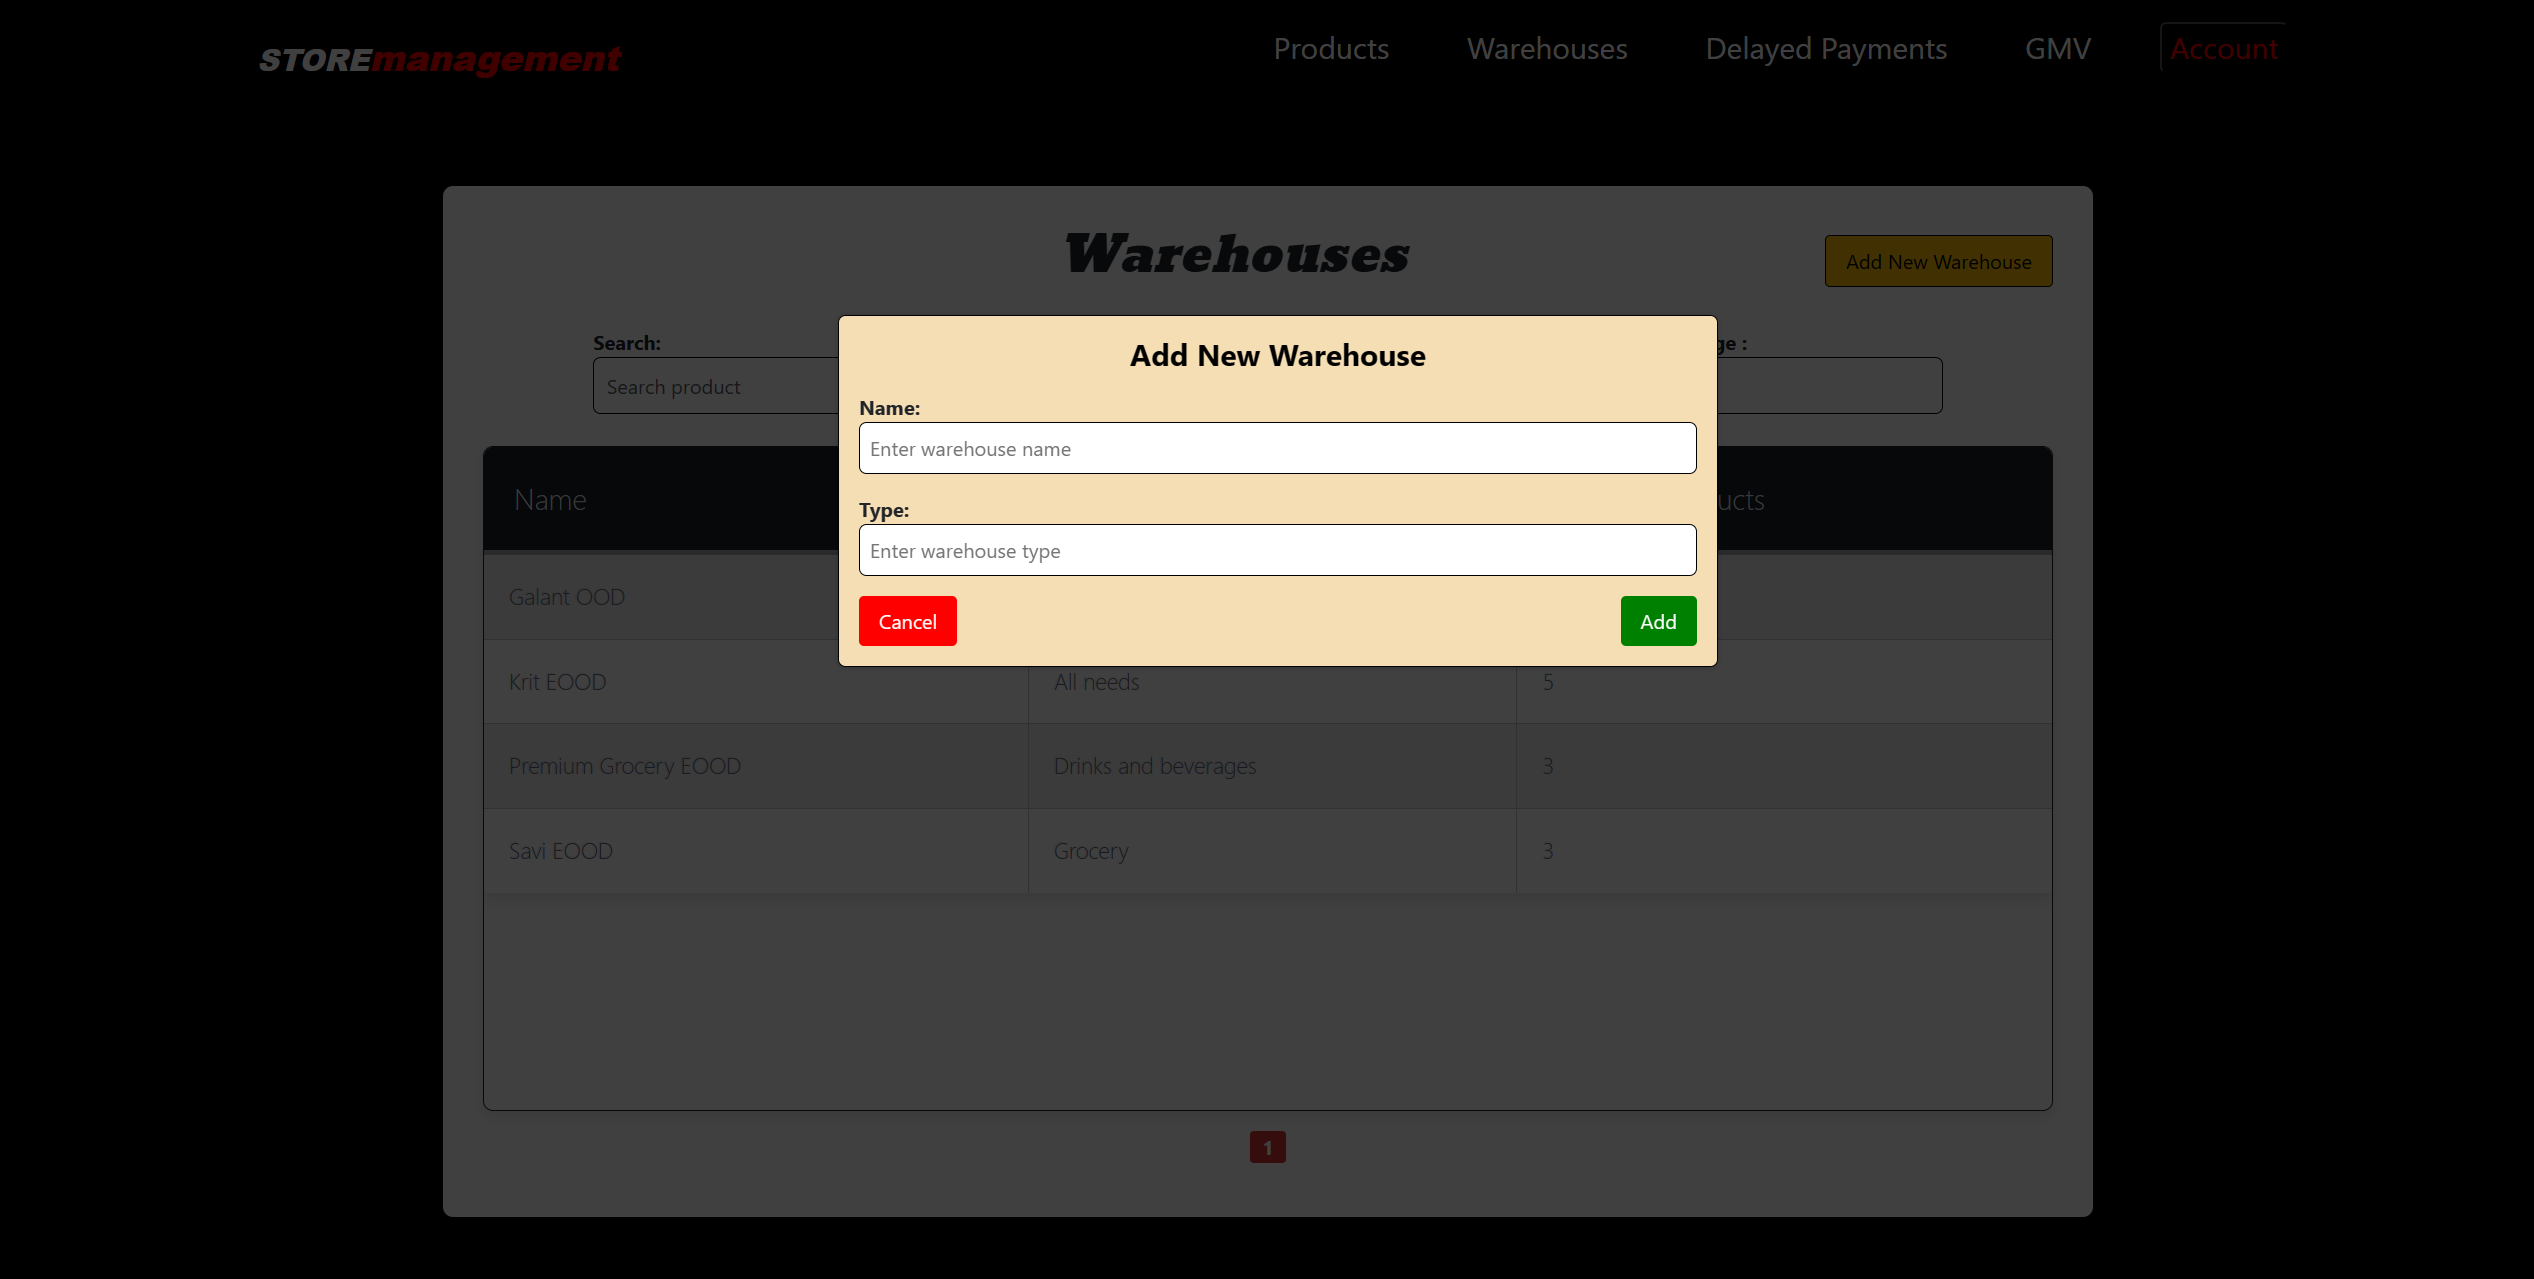 STOREmanagement
Products
Warehouses
Delayed Payments
GMV
Account
Warehouses
Add New Warehouse
Search:
Search product
ge :
Add New Warehouse
Name:
Enter warehouse name
Type:
Enter warehouse type
Cancel
Add
Name
ucts
Galant OOD
Krit EOOD
All needs
5
Premium Grocery EOOD
Drinks and beverages
3
Savi EOOD
Grocery
3
1